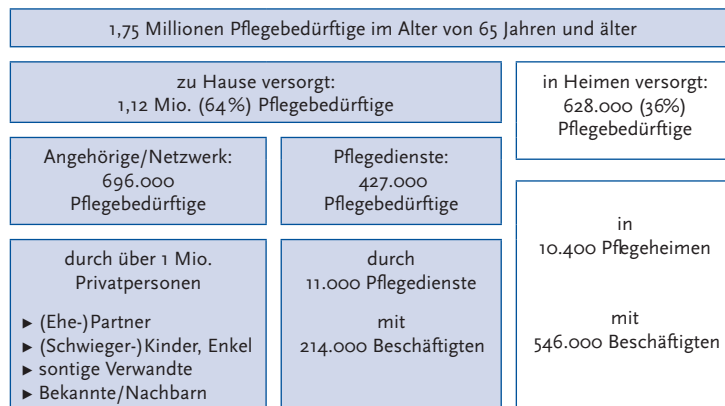 1,75 Millionen Pflegebedürftige im Alter von 65 Jahren und älter
zu Hause versorgt:
1,12 Mio. (64%) Pflegebedürftige
in Heimen versorgt:
628.000 (36%)
Pflegebedürftige
Angehörige/Netzwerk:
696.000
Pflegebedürftige
Pflegedienste:
427.000
Pflegebedürftige
durch über 1 Mio.
Privatpersonen
▸ (Ehe-)Partner
▸ (Schwieger-)Kinder, Enkel
▸ sontige Verwandte
▸ Bekannte/Nachbarn
durch
11.000 Pflegedienste
mit
214.000 Beschäftigten
in
10.400 Pflegeheimen
mit
546.000 Beschäftigten